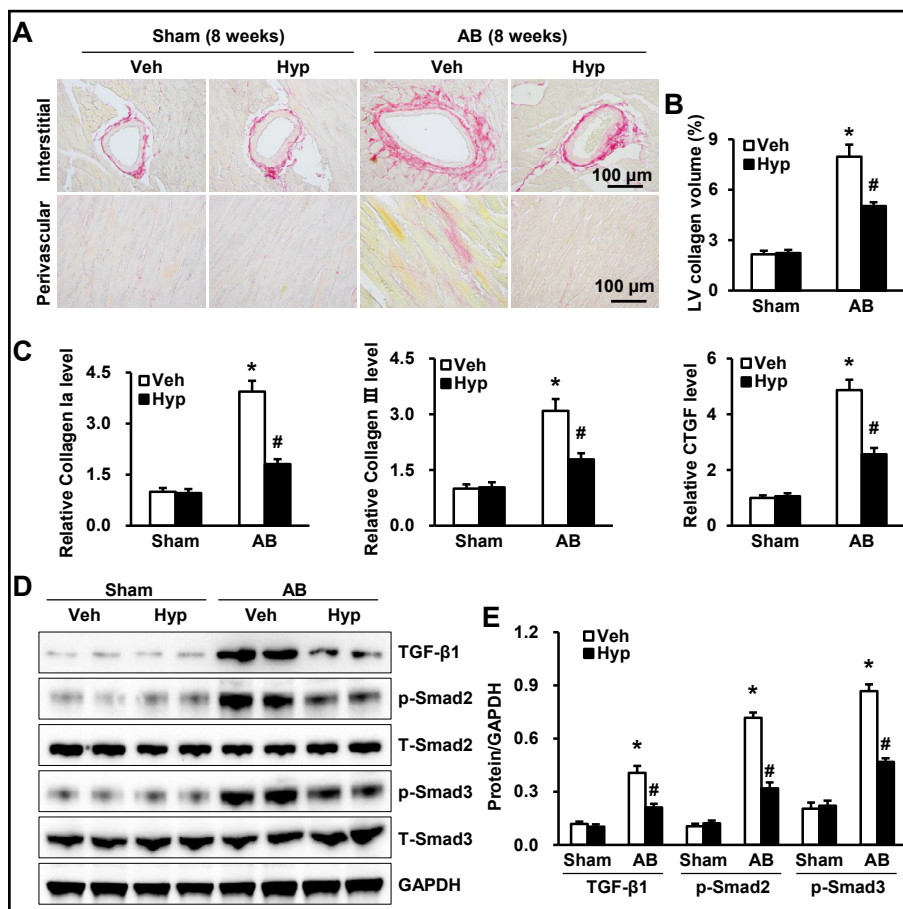 A
Sham (8 weeks)
AB (8 weeks)
Veh
Hyp
Veh
Hyp
Interstitial
100 µm
Perivascular
100 µm
B
LV collagen volume (%)
9
6
3
0
Veh
Hyp
*
#
Sham
AB
C
Relative Collagen Ia level
4.5
3.0
1.5
0.0
Veh
Hyp
*
#
Sham
AB
Relative Collagen Ⅲ level
4.5
3.0
1.5
0.0
Veh
Hyp
*
#
Sham
AB
Relative CTGF level
6
4
2
0
Veh
Hyp
*
#
Sham
AB
D
Sham
AB
Veh
Hyp
Veh
Hyp
TGF-β1
p-Smad2
T-Smad2
p-Smad3
T-Smad3
GAPDH
E
Protein/GAPDH
1.2
0.9
0.6
0.3
0.0
Veh
Hyp
*
#
*
#
*
#
Sham
AB
Sham
AB
Sham
AB
TGF-β1
p-Smad2
p-Smad3